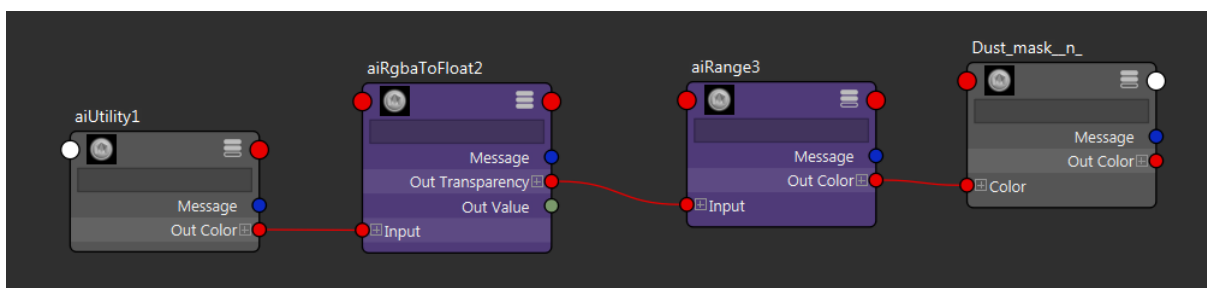 aiUtility1
Message
Out Color
aiRgbaToFloat2
Message
Out Transparency
Out Value
Input
aiRange3
Message
Out Color
Input
Dust_mask__n_
Message
Out Color
Color